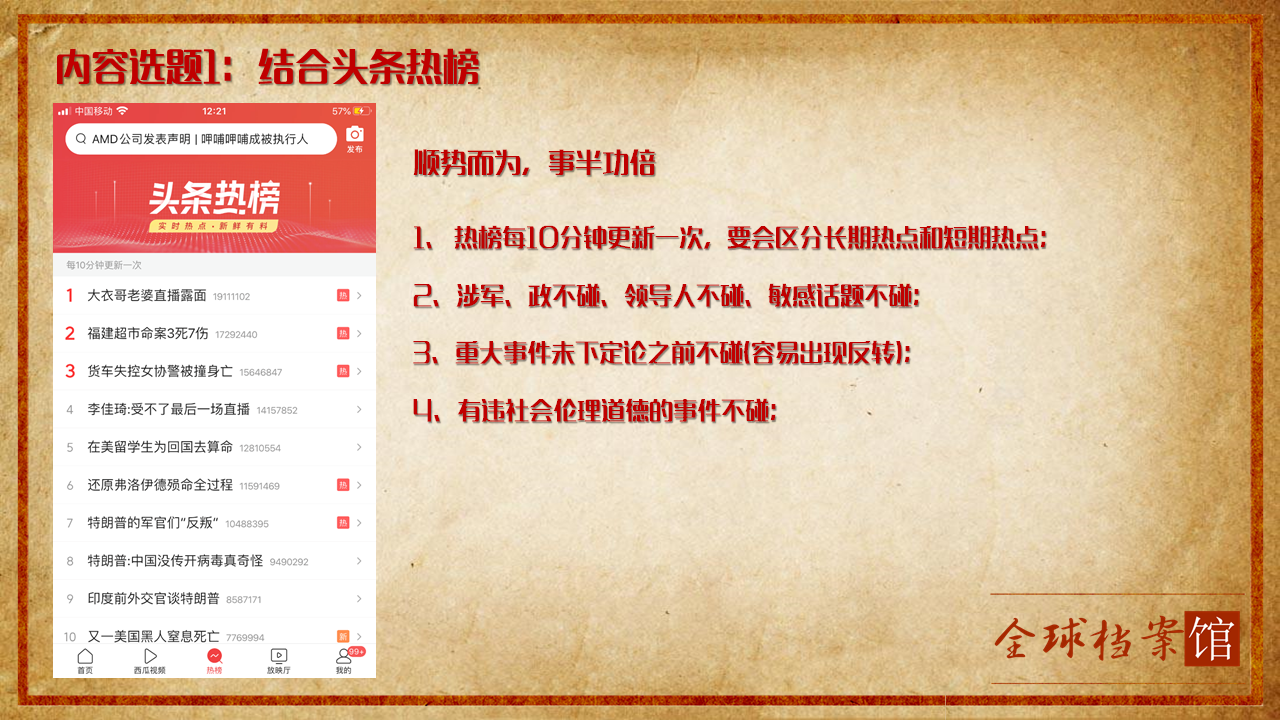 内容选题1：结合头条热榜
中国移动 12:21 57%
AMD公司发表声明 | 呷哺呷哺成被执行人
发布
头条热榜
实时热点·新鲜有料
每10分钟更新一次
1 大衣哥老婆直播露面 19111102 热
2 福建超市命案3死7伤 17292440 热
3 货车失控女协警被撞身亡 15646847 热
4 李佳琦:受不了最后一场直播 14157852
5 在美留学生为回国去算命 12810554
6 还原弗洛伊德殒命全过程 11591469 热
7 特朗普的军官们“反叛” 10488395 热
8 特朗普:中国没传开病毒真奇怪 9490292
9 印度前外交官谈特朗普 8587171
10 又一美国黑人窒息死亡 7769994 新
首页 西瓜视频 热榜 放映厅 我的 99+
顺势而为，事半功倍
1、 热榜每10分钟更新一次，要会区分长期热点和短期热点；
2、涉军、政不碰、领导人不碰、敏感话题不碰；
3、重大事件未下定论之前不碰(容易出现反转)；
4、有违社会伦理道德的事件不碰；
全球档案馆